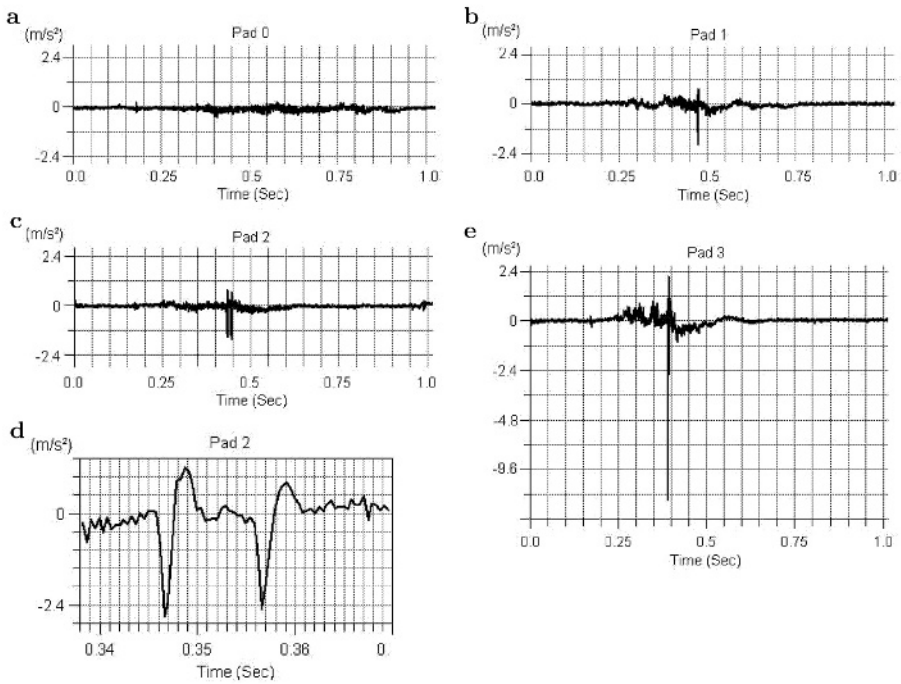 a
(m/s²)
Pad 0
2.4
0
-2.4
0.0 0.25 0.5 0.75 1.0
Time (Sec)
b
(m/s²)
Pad 1
2.4
0
-2.4
0.0 0.25 0.5 0.75 1.0
Time (Sec)
c
(m/s²)
Pad 2
2.4
0
-2.4
0.0 0.25 0.5 0.75 1.0
Time (Sec)
d
(m/s²)
Pad 2
0
-2.4
0.34 0.35 0.36 0.
Time (Sec)
e
(m/s²)
Pad 3
2.4
0
-2.4
-4.8
-9.6
0.0 0.25 0.5 0.75 1.0
Time (Sec)